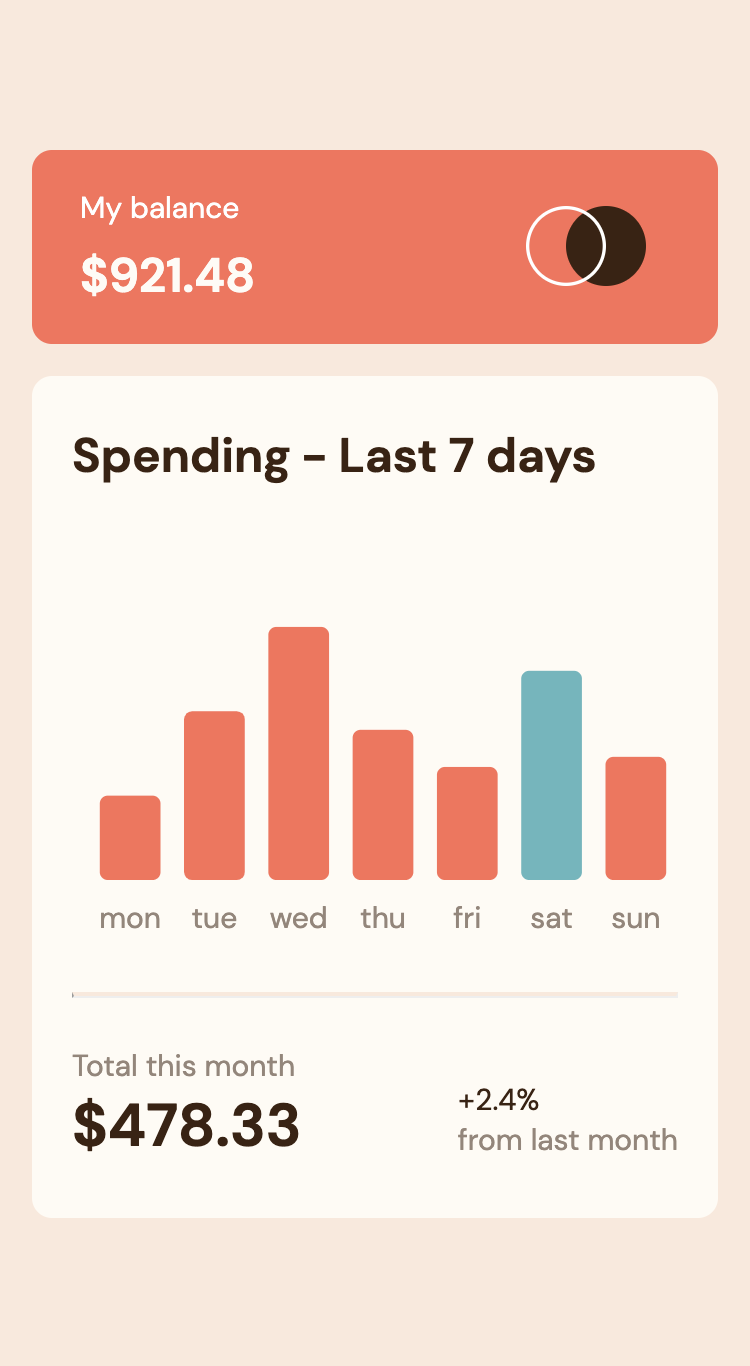 My balance
$921.48
Spending - Last 7 days
mon tue wed thu fri sat sun
Total this month
$478.33
+2.4%
from last month